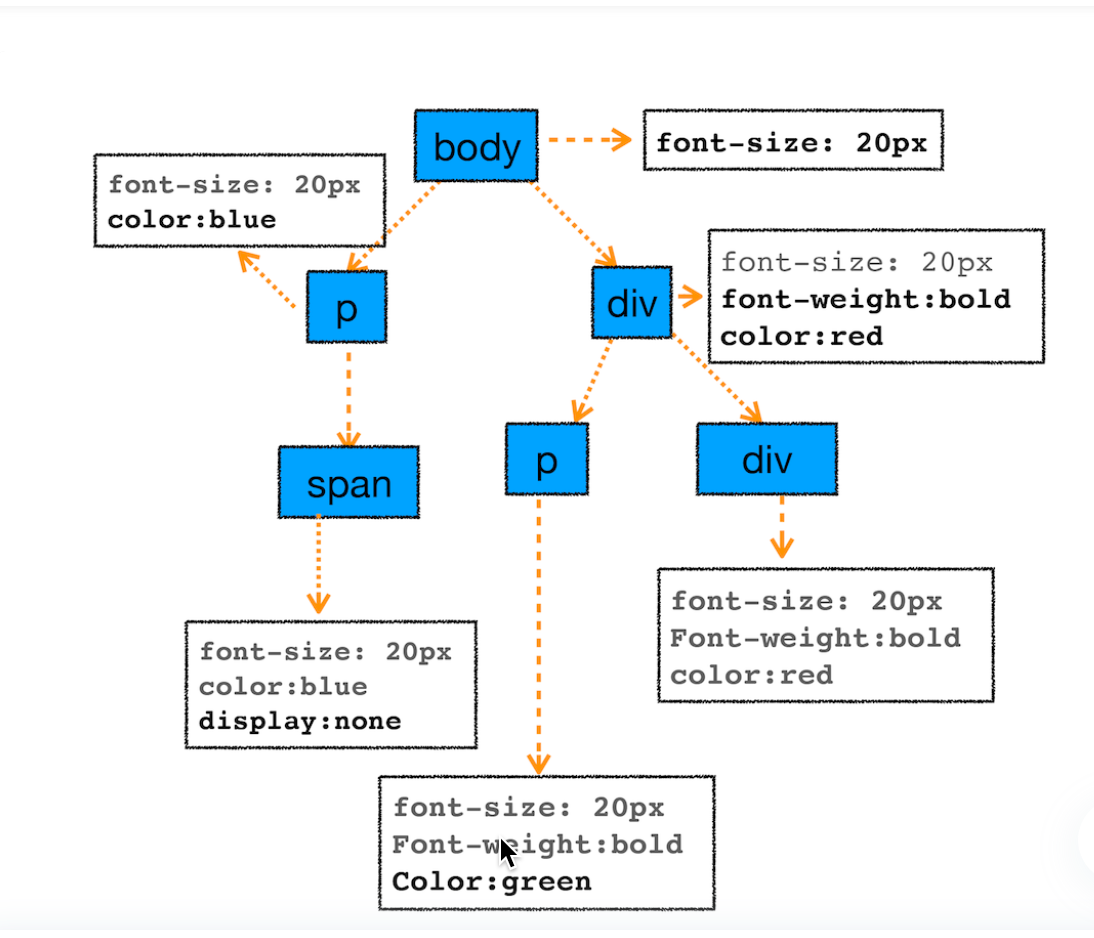 body
font-size: 20px
font-size: 20px
color:blue
p
div
font-size: 20px
font-weight:bold
color:red
span
p
div
font-size: 20px
color:blue
display:none
font-size: 20px
Font-weight:bold
color:red
font-size: 20px
Font-weight:bold
Color:green